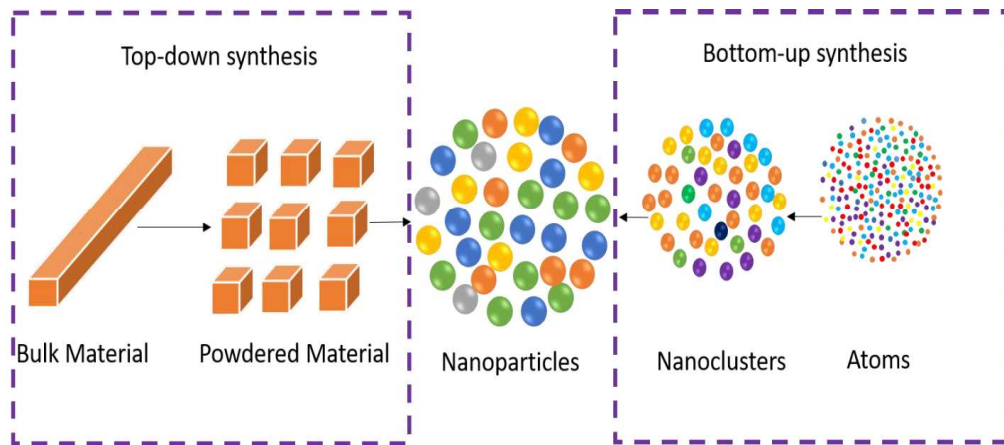 Top-down synthesis
Bottom-up synthesis
Bulk Material
Powdered Material
Nanoparticles
Nanoclusters
Atoms